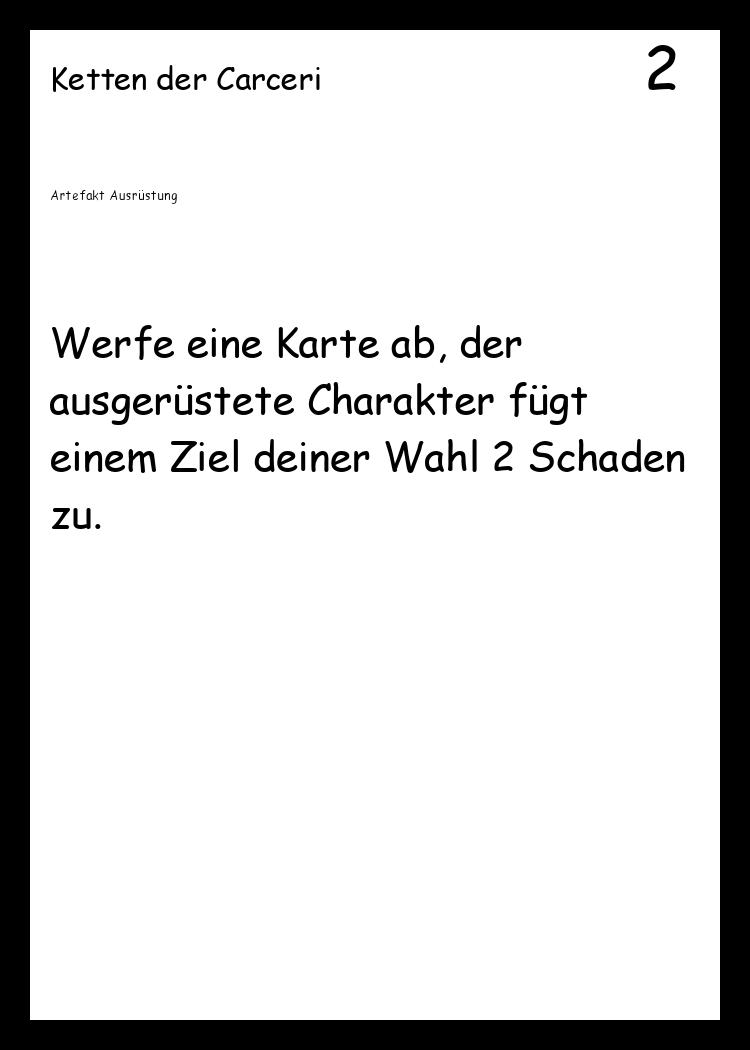 Ketten der Carceri 2
Artefakt Ausrüstung
Werfe eine Karte ab, der
ausgerüstete Charakter fügt
einem Ziel deiner Wahl 2 Schaden
zu.